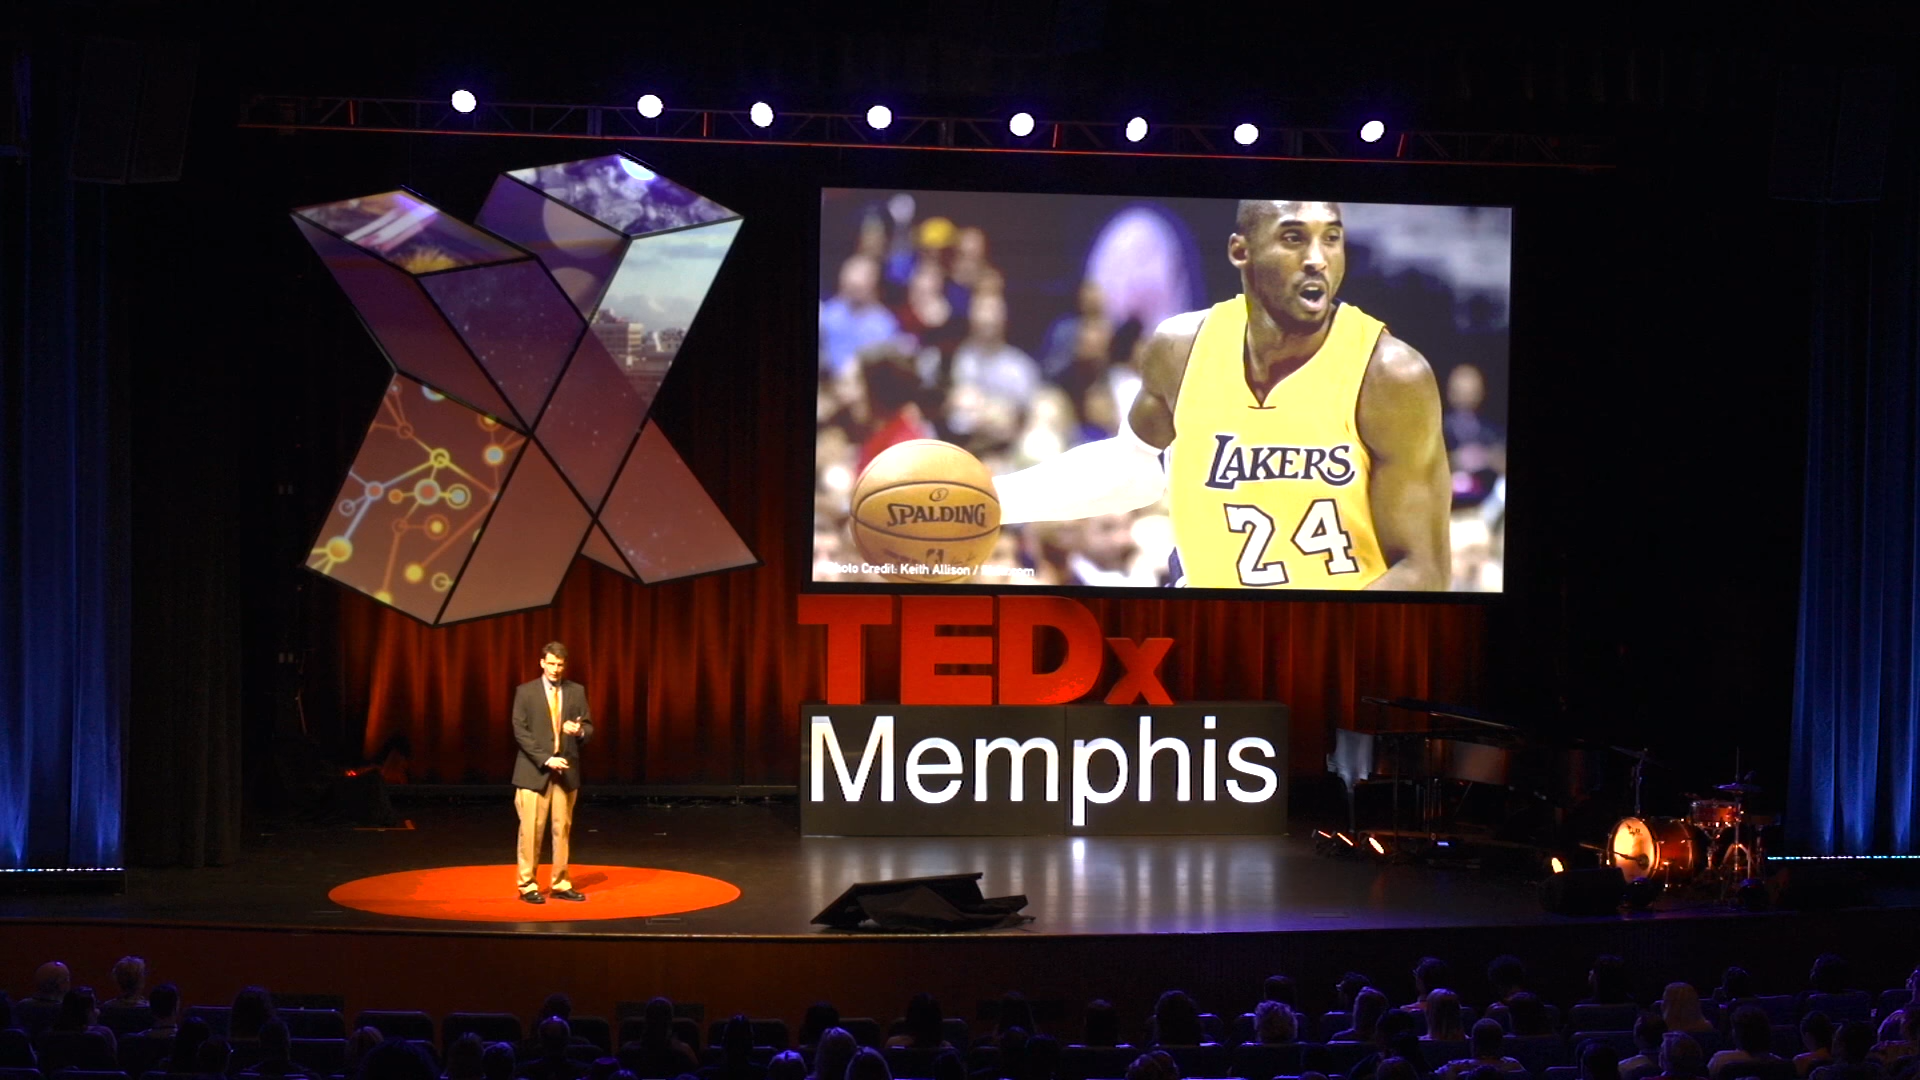 LAKERS
24
SPALDING
Photo Credit: Keith Allison /
TEDx
Memphis